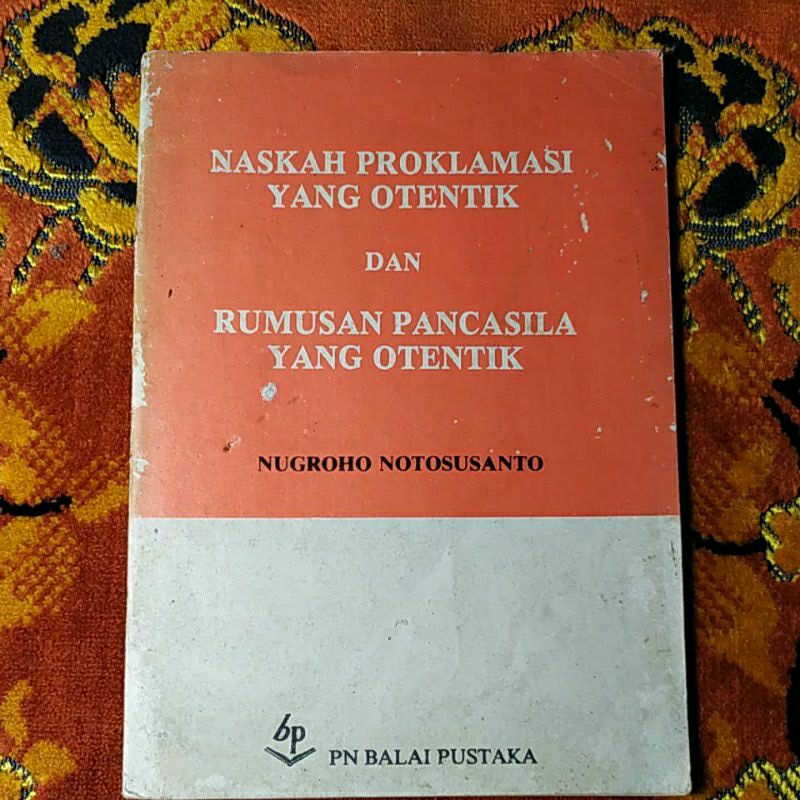 NASKAH PROKLAMASI
YANG OTENTIK
DAN
RUMUSAN PANCASILA
YANG OTENTIK
NUGROHO NOTOSUSANTO
bp
PN BALAI PUSTAKA